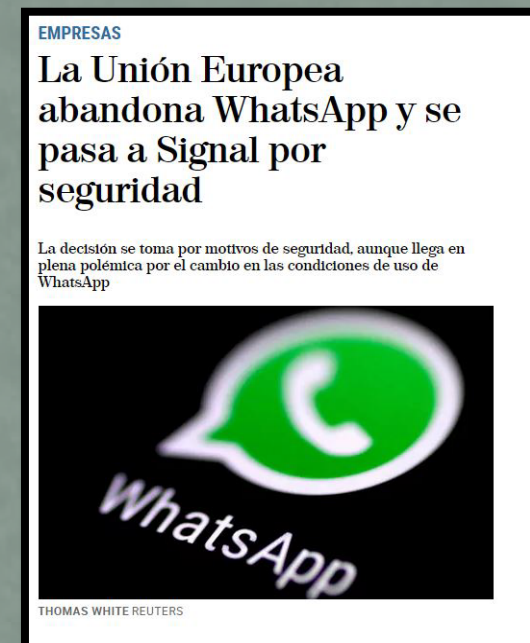 EMPRESAS
La Unión Europea
abandona WhatsApp y se
pasa a Signal por
seguridad
La decisión se toma por motivos de seguridad, aunque llega en
plena polémica por el cambio en las condiciones de uso de
WhatsApp
WhatsApp
THOMAS WHITE REUTERS